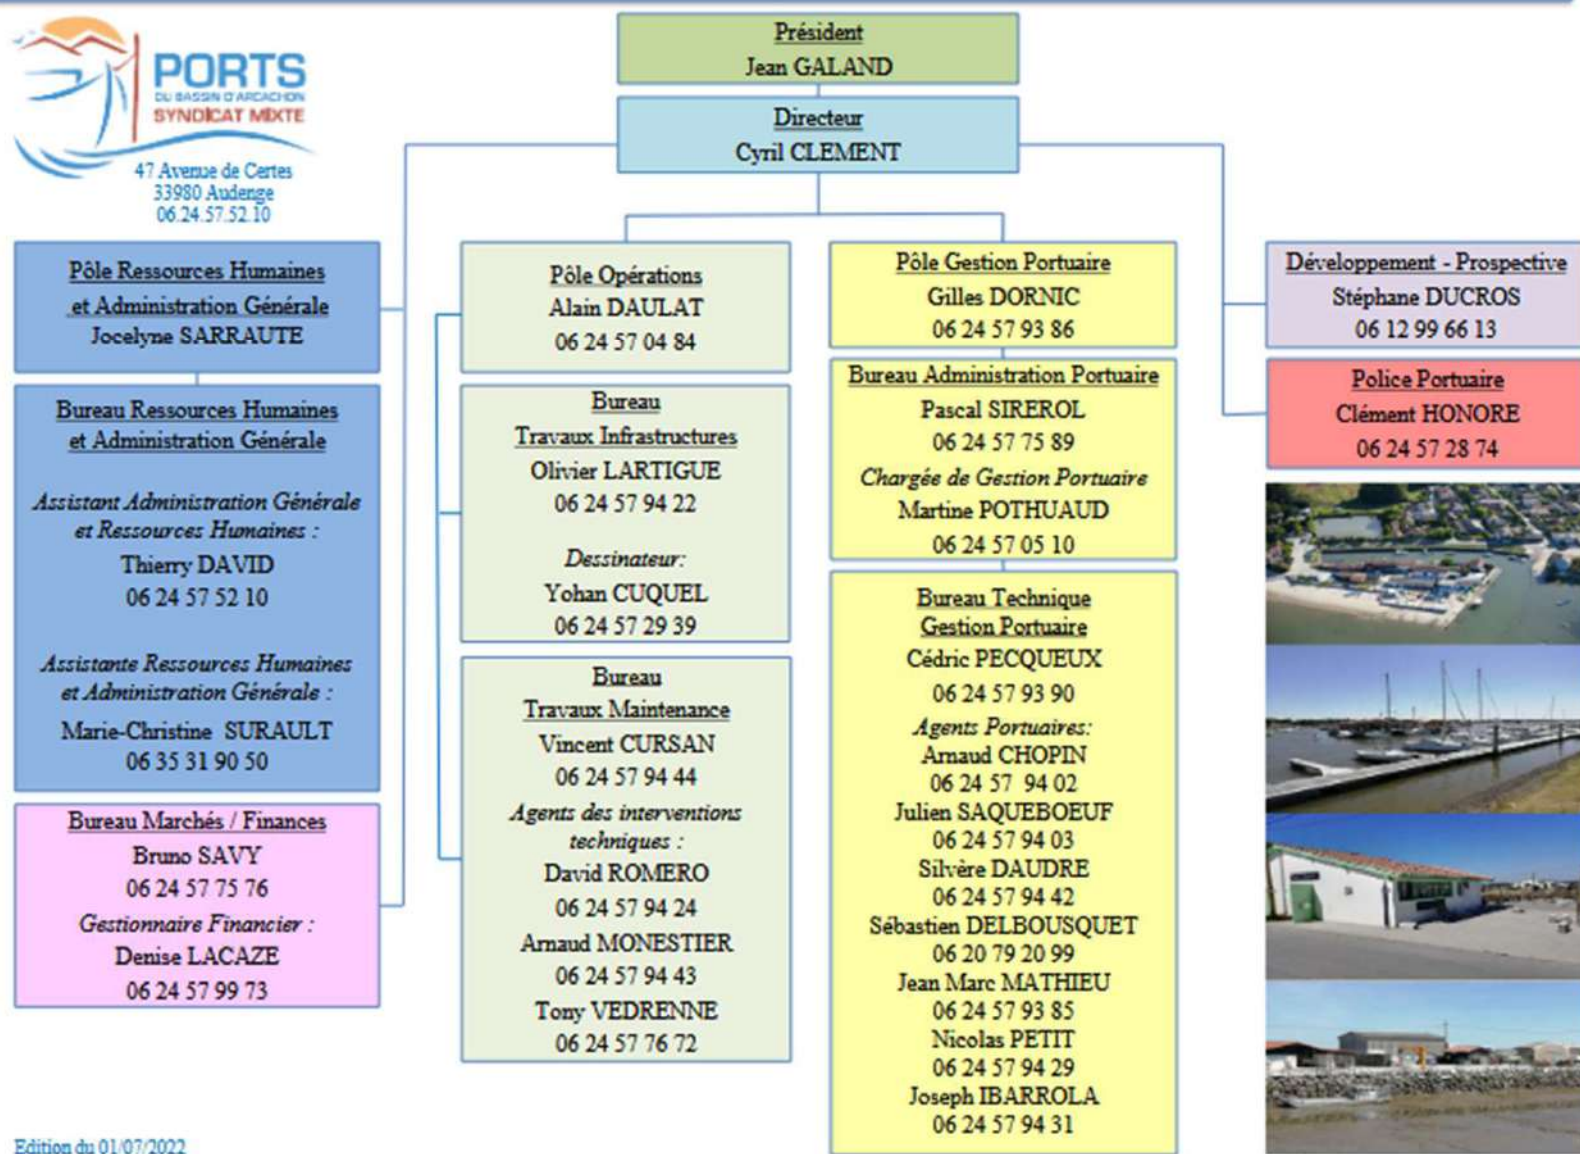 PORTS
DU BASSIN D'ARCACHON
SYNDICAT MIXTE
47 Avenue de Certes
33980 Audenge
06.24.57.52.10
Président
Jean GALAND
Directeur
Cyril CLEMENT
Pôle Ressources Humaines
et Administration Générale
Jocelyne SARRAUTE
Bureau Ressources Humaines
et Administration Générale
Assistant Administration Générale
et Ressources Humaines :
Thierry DAVID
06 24 57 52 10
Assistante Ressources Humaines
et Administration Générale :
Marie-Christine SURAULT
06 35 31 90 50
Bureau Marchés / Finances
Bruno SAVY
06 24 57 75 76
Gestionnaire Financier :
Denise LACAZE
06 24 57 99 73
Pôle Opérations
Alain DAULAT
06 24 57 04 84
Bureau
Travaux Infrastructures
Olivier LARTIGUE
06 24 57 94 22
Dessinateur:
Yohan CUQUEL
06 24 57 29 39
Bureau
Travaux Maintenance
Vincent CURSAN
06 24 57 94 44
Agents des interventions
techniques :
David ROMERO
06 24 57 94 24
Arnaud MONESTIER
06 24 57 94 43
Tony VEDRENNE
06 24 57 76 72
Pôle Gestion Portuaire
Gilles DORNIC
06 24 57 93 86
Bureau Administration Portuaire
Pascal SIREROL
06 24 57 75 89
Chargée de Gestion Portuaire
Martine POTHUAUD
06 24 57 05 10
Bureau Technique
Gestion Portuaire
Cédric PECQUEUX
06 24 57 93 90
Agents Portuaires:
Arnaud CHOPIN
06 24 57 94 02
Julien SAQUEBOEUF
06 24 57 94 03
Silvère DAUDRE
06 24 57 94 42
Sébastien DELBOUSQUET
06 20 79 20 99
Jean Marc MATHIEU
06 24 57 93 85
Nicolas PETIT
06 24 57 94 29
Joseph IBARROLA
06 24 57 94 31
Développement - Prospective
Stéphane DUCROS
06 12 99 66 13
Police Portuaire
Clément HONORE
06 24 57 28 74
Edition du 01/07/2022